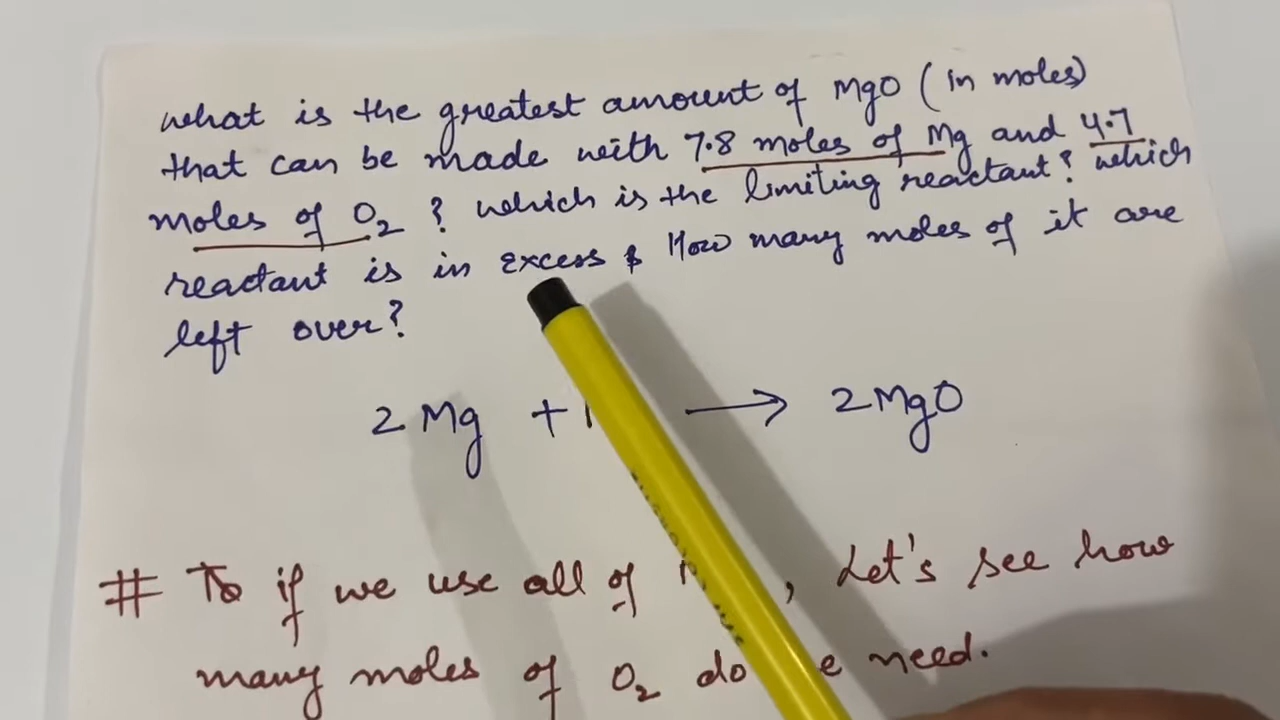 what is the greatest amount of MgO (in moles)
that can be made with 7.8 moles of Mg and 4.7
moles of O2 ? which is the limiting reactant? which
reactant is in excess & How many moles of it are
left over?
2 Mg + → 2MgO
# To if we use all of , Let's see how
many moles of O2 do need.